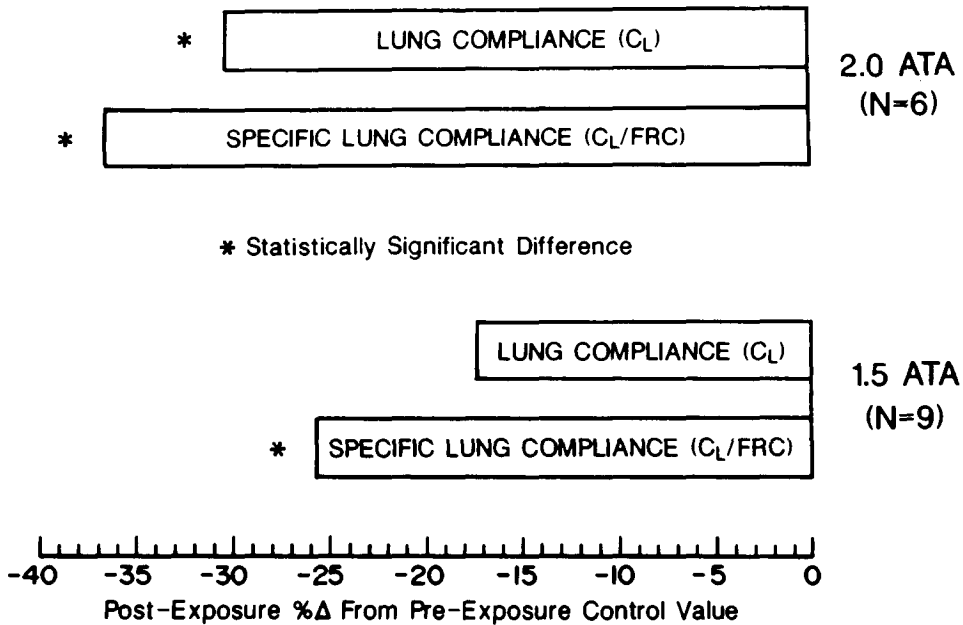 * LUNG COMPLIANCE (CL)
2.0 ATA
(N=6)
* SPECIFIC LUNG COMPLIANCE (CL/FRC)
* Statistically Significant Difference
LUNG COMPLIANCE (CL)
1.5 ATA
(N=9)
* SPECIFIC LUNG COMPLIANCE (CL/FRC)
-40 -35 -30 -25 -20 -15 -10 -5 0
Post-Exposure %Δ From Pre-Exposure Control Value